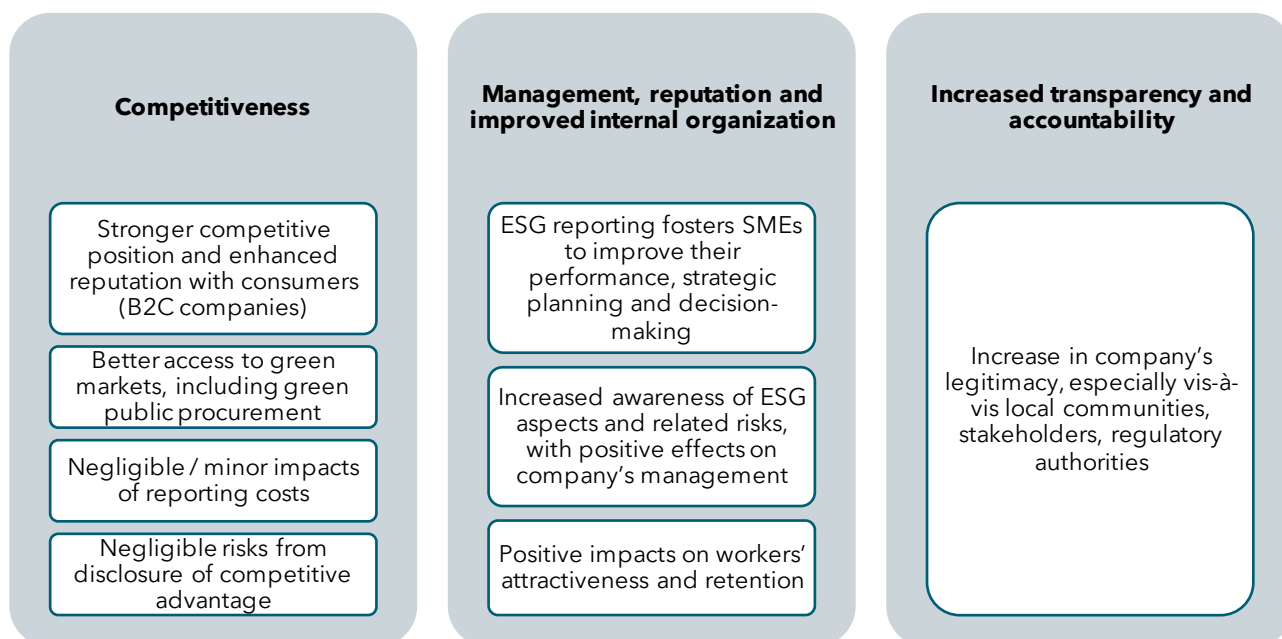 Competitiveness
Stronger competitive
position and enhanced
reputation with consumers
(B2C companies)
Better access to green
markets, including green
public procurement
Negligible / minor impacts
of reporting costs
Negligible risks from
disclosure of competitive
advantage
Management, reputation and
improved internal organization
ESG reporting fosters SMEs
to improve their
performance, strategic
planning and decision-
making
Increased awareness of ESG
aspects and related risks,
with positive effects on
company’s management
Positive impacts on workers’
attractiveness and retention
Increased transparency and
accountability
Increase in company’s
legitimacy, especially vis-à-
vis local communities,
stakeholders, regulatory
authorities